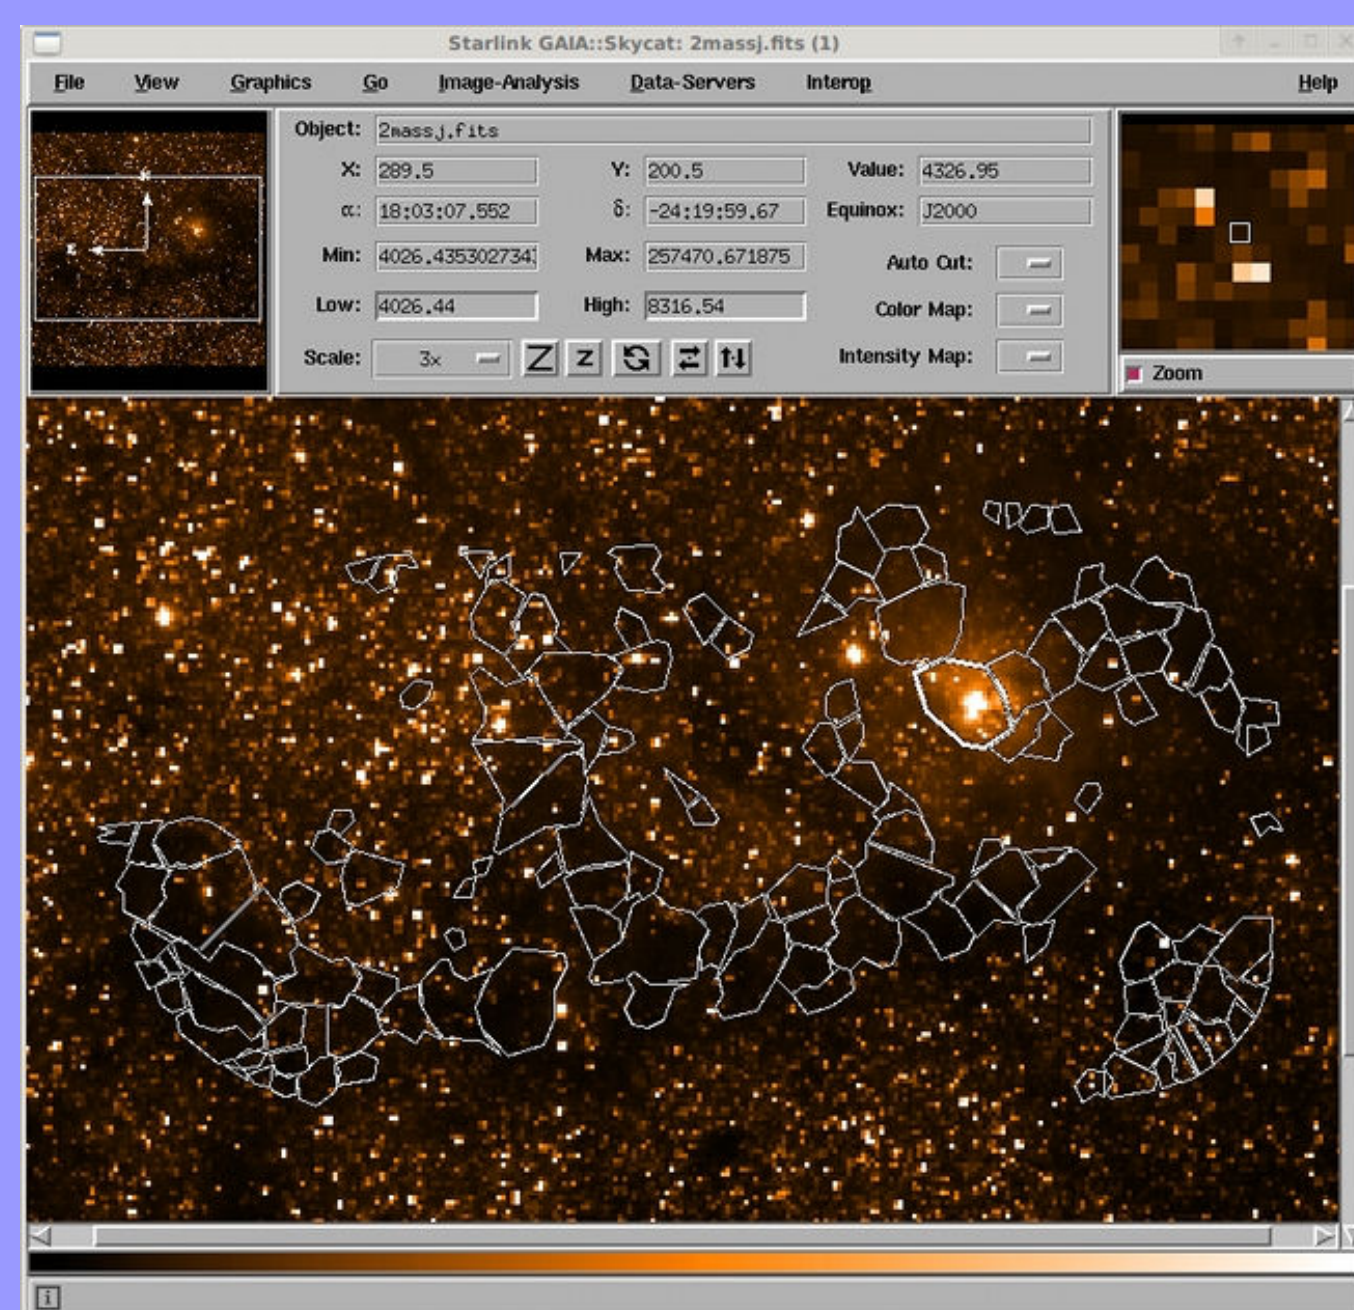 Starlink GAIA::Skycat: 2massj.fits (1)
File View Graphics Go Image-Analysis Data-Servers Interop Help
Object: 2massj.fits
X: 289.5 Y: 200.5 Value: 4326.95
α: 18:03:07.552 δ: -24:19:59.67 Equinox: J2000
Min: 4026.435302734 Max: 257470.671875 Auto Cut:
Low: 4026.44 High: 8316.54 Color Map:
Scale: 3x Z z Intensity Map:
Zoom
i